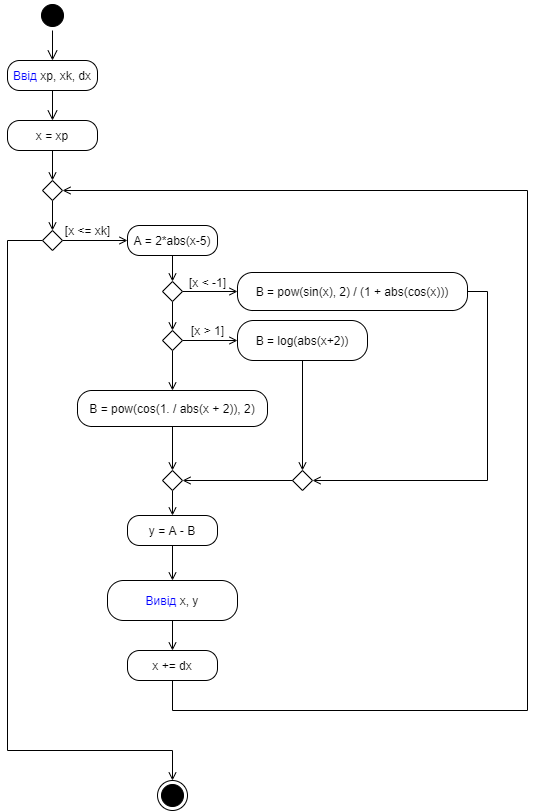 Ввід xp, xk, dx
x = xp
[x <= xk]
A = 2*abs(x-5)
[x < -1]
B = pow(sin(x), 2) / (1 + abs(cos(x)))
[x > 1]
B = log(abs(x+2))
B = pow(cos(1. / abs(x + 2)), 2)
y = A - B
Вивід x, y
x += dx